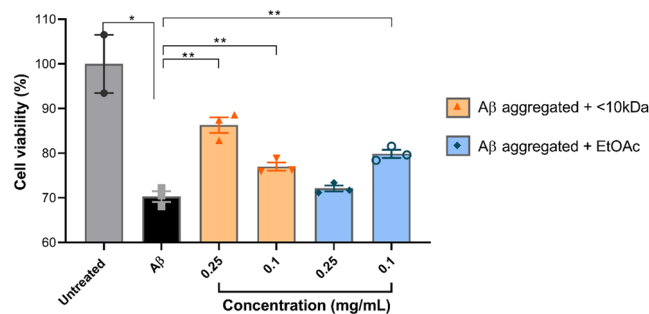 110
100
90
80
70
60
Cell viability (%)
*
**
**
**
Untreated
Aβ
0.25
0.1
0.25
0.1
Concentration (mg/mL)
Aβ aggregated + <10kDa
Aβ aggregated + EtOAc